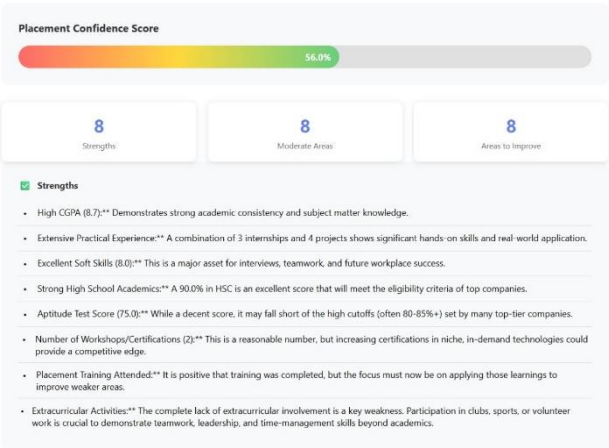 Placement Confidence Score
56.0%
8
Strengths
8
Moderate Areas
8
Areas to Improve
Strengths
• High CGPA (8.7):** Demonstrates strong academic consistency and subject matter knowledge.
• Extensive Practical Experience:** A combination of 3 internships and 4 projects shows significant hands-on skills and real-world application.
• Excellent Soft Skills (8.0):** This is a major asset for interviews, teamwork, and future workplace success.
• Strong High School Academics:** A 90.0% in HSC is an excellent score that will meet the eligibility criteria of top companies.
• Aptitude Test Score (75.0):** While a decent score, it may fall short of the high cutoffs (often 80-85%+) set by many top-tier companies.
• Number of Workshops/Certifications (2):** This is a reasonable number, but increasing certifications in niche, in-demand technologies could
provide a competitive edge.
• Placement Training Attended:** It is positive that training was completed, but the focus must now be on applying those learnings to
improve weaker areas.
• Extracurricular Activities:** The complete lack of extracurricular involvement is a key weakness. Participation in clubs, sports, or volunteer
work is crucial to demonstrate teamwork, leadership, and time-management skills beyond academics.